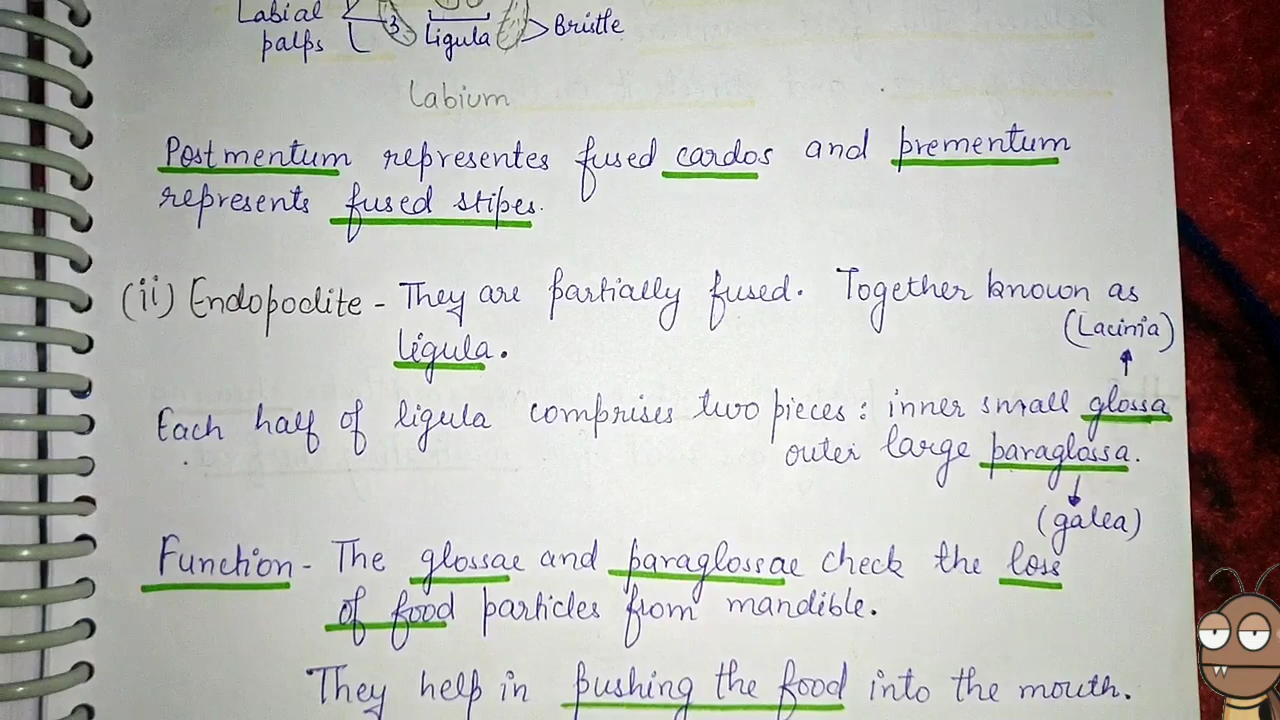 Labial
palps
3
Ligula
Bristle
Labium
Postmentum representes fused cardos and prementum
represents fused stipes.
(ii) Endopodite - They are partially fused. Together known as
ligula.
(Lacinia)
Each half of ligula comprises two pieces: inner small glossa
outer large paraglossa.
(galea)
Function - The glossae and paraglossae check the loss
of food particles from mandible.
They help in pushing the food into the mouth.